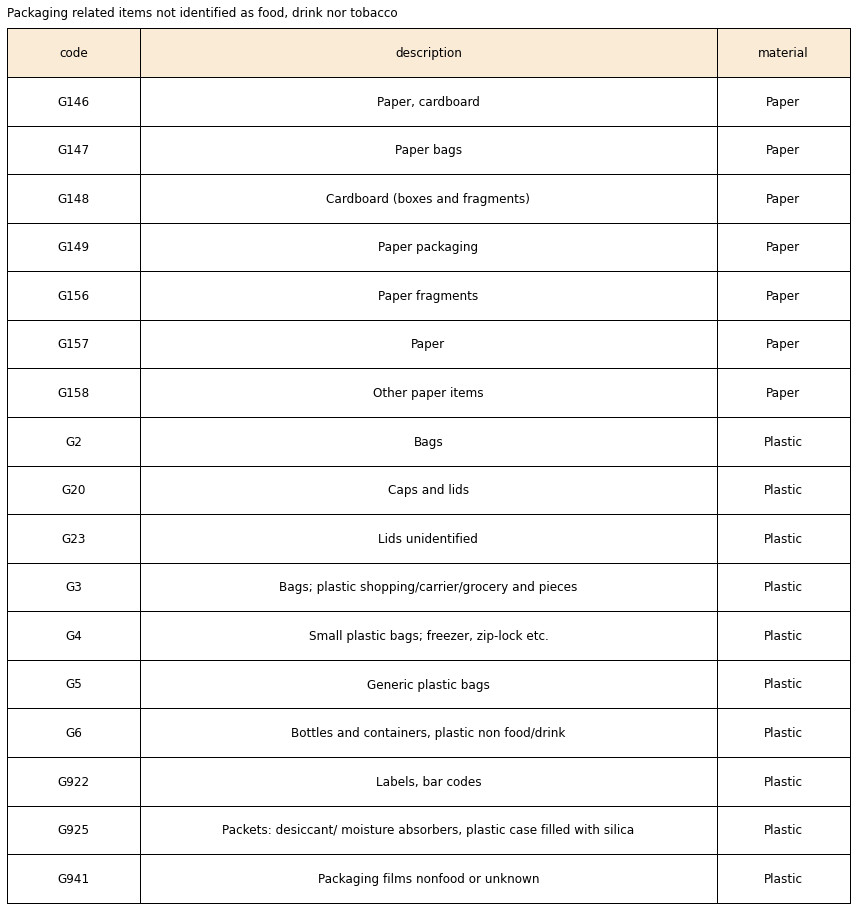 Packaging related items not identified as food, drink nor tobacco
code description material
G146 Paper, cardboard Paper
G147 Paper bags Paper
G148 Cardboard (boxes and fragments) Paper
G149 Paper packaging Paper
G156 Paper fragments Paper
G157 Paper Paper
G158 Other paper items Paper
G2 Bags Plastic
G20 Caps and lids Plastic
G23 Lids unidentified Plastic
G3 Bags; plastic shopping/carrier/grocery and pieces Plastic
G4 Small plastic bags; freezer, zip-lock etc. Plastic
G5 Generic plastic bags Plastic
G6 Bottles and containers, plastic non food/drink Plastic
G922 Labels, bar codes Plastic
G925 Packets: desiccant/ moisture absorbers, plastic case filled with silica Plastic
G941 Packaging films nonfood or unknown Plastic